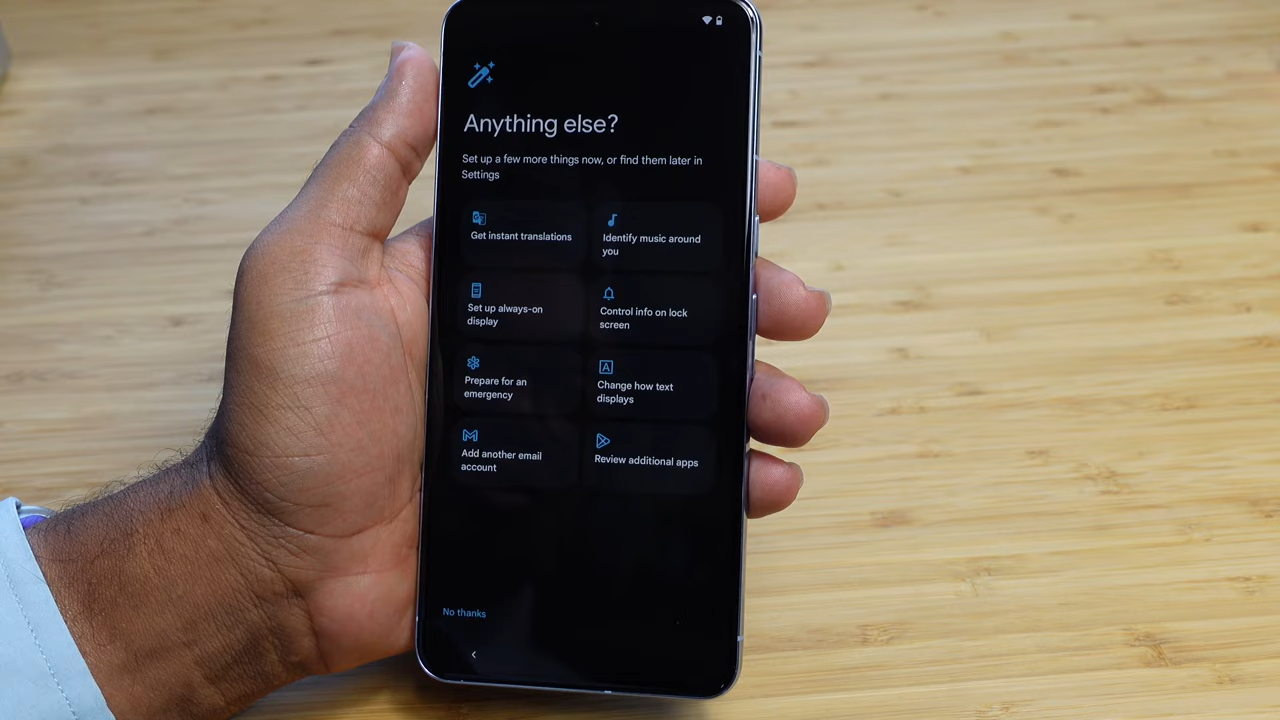 Anything else?
Set up a few more things now, or find them later in
Settings
Get instant translations
Identify music around
you
Set up always-on
display
Control info on lock
screen
Prepare for an
emergency
Change how text
displays
Add another email
account
Review additional apps
No thanks